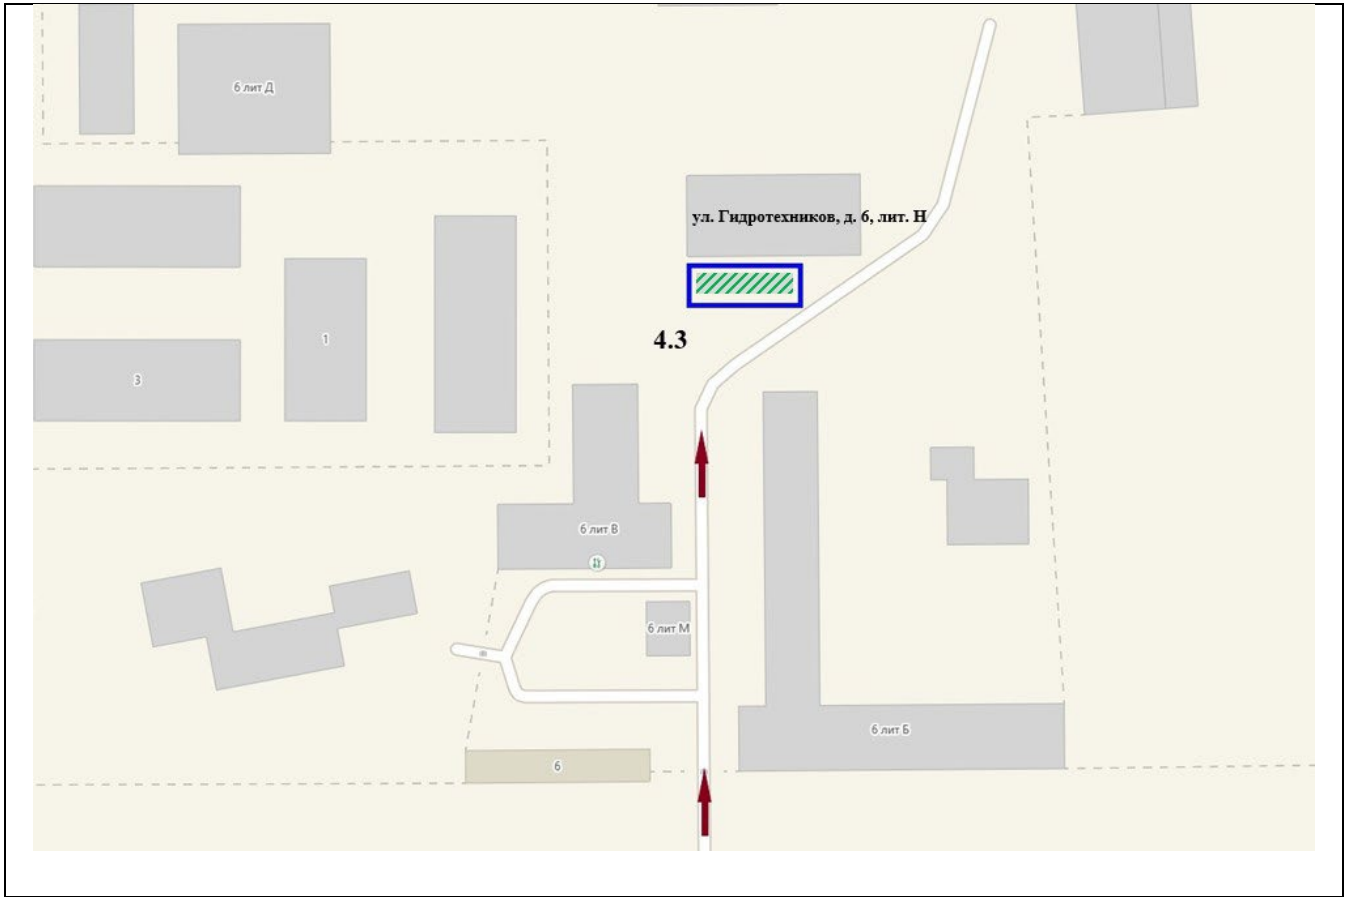 6 лит Д
ул. Гидротехников, д. 6, лит. Н
4.3
1
3
6 лит В
6 лит М
6 лит Б
6